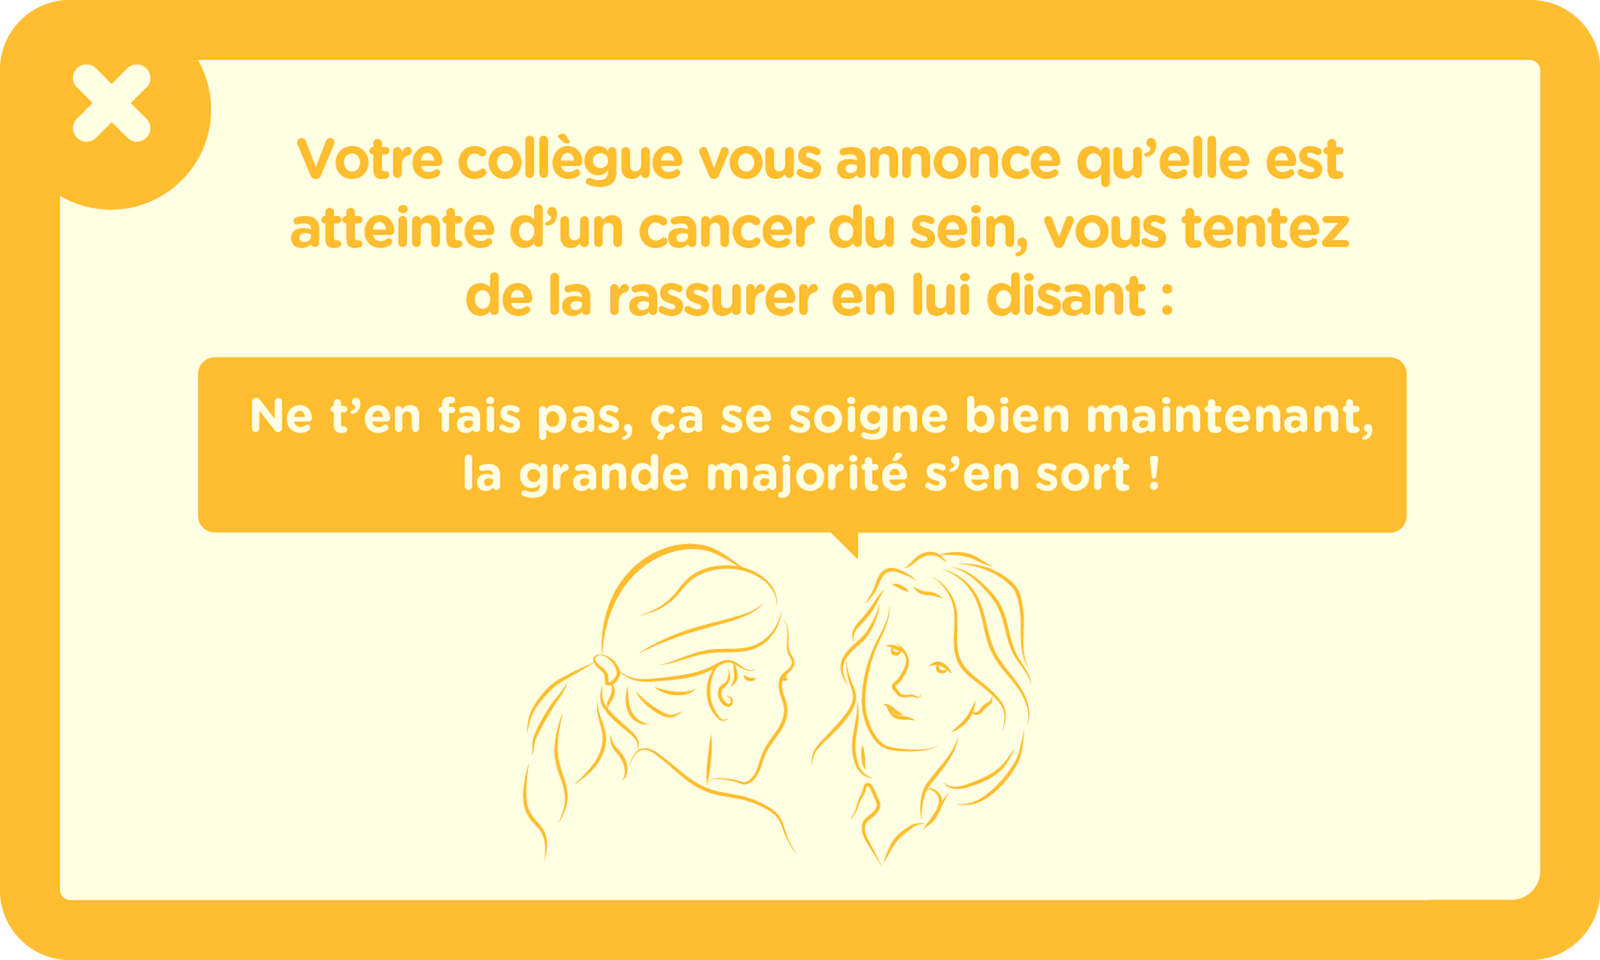 Votre collègue vous annonce qu’elle est
atteinte d’un cancer du sein, vous tentez
de la rassurer en lui disant :
Ne t’en fais pas, ça se soigne bien maintenant,
la grande majorité s’en sort !